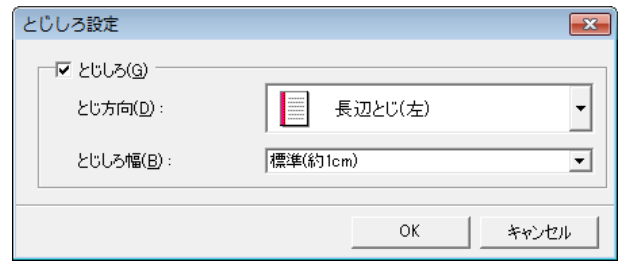 とじしろ設定
とじしろ(G)
とじ方向(D):
長辺とじ(左)
とじしろ幅(B):
標準(約1cm)
OK
キャンセル